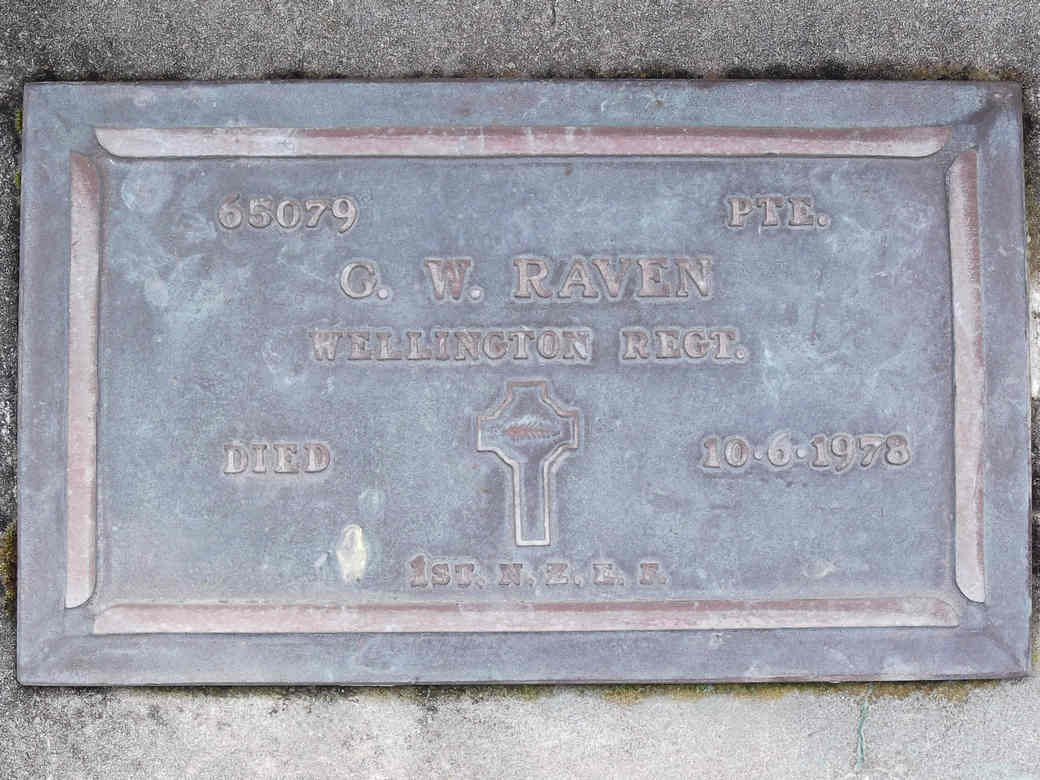 65079 PTE.
G. W. RAVEN
WELLINGTON REGT.
DIED 10·6·1978
1ST. N.Z.E.F.